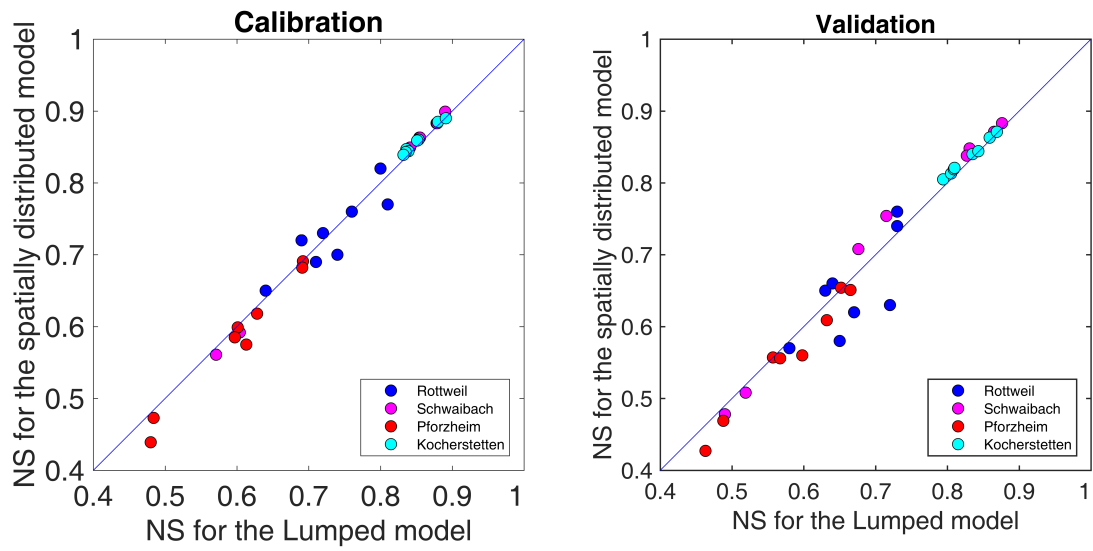 Calibration
NS for the spatially distributed model
1
0.9
0.8
0.7
0.6
0.5
0.4
0.4 0.5 0.6 0.7 0.8 0.9 1
NS for the Lumped model
Rottweil
Schwaibach
Pforzheim
Kocherstetten
Validation
NS for the spatially distributed model
1
0.9
0.8
0.7
0.6
0.5
0.4
0.4 0.5 0.6 0.7 0.8 0.9 1
NS for the Lumped model
Rottweil
Schwaibach
Pforzheim
Kocherstetten